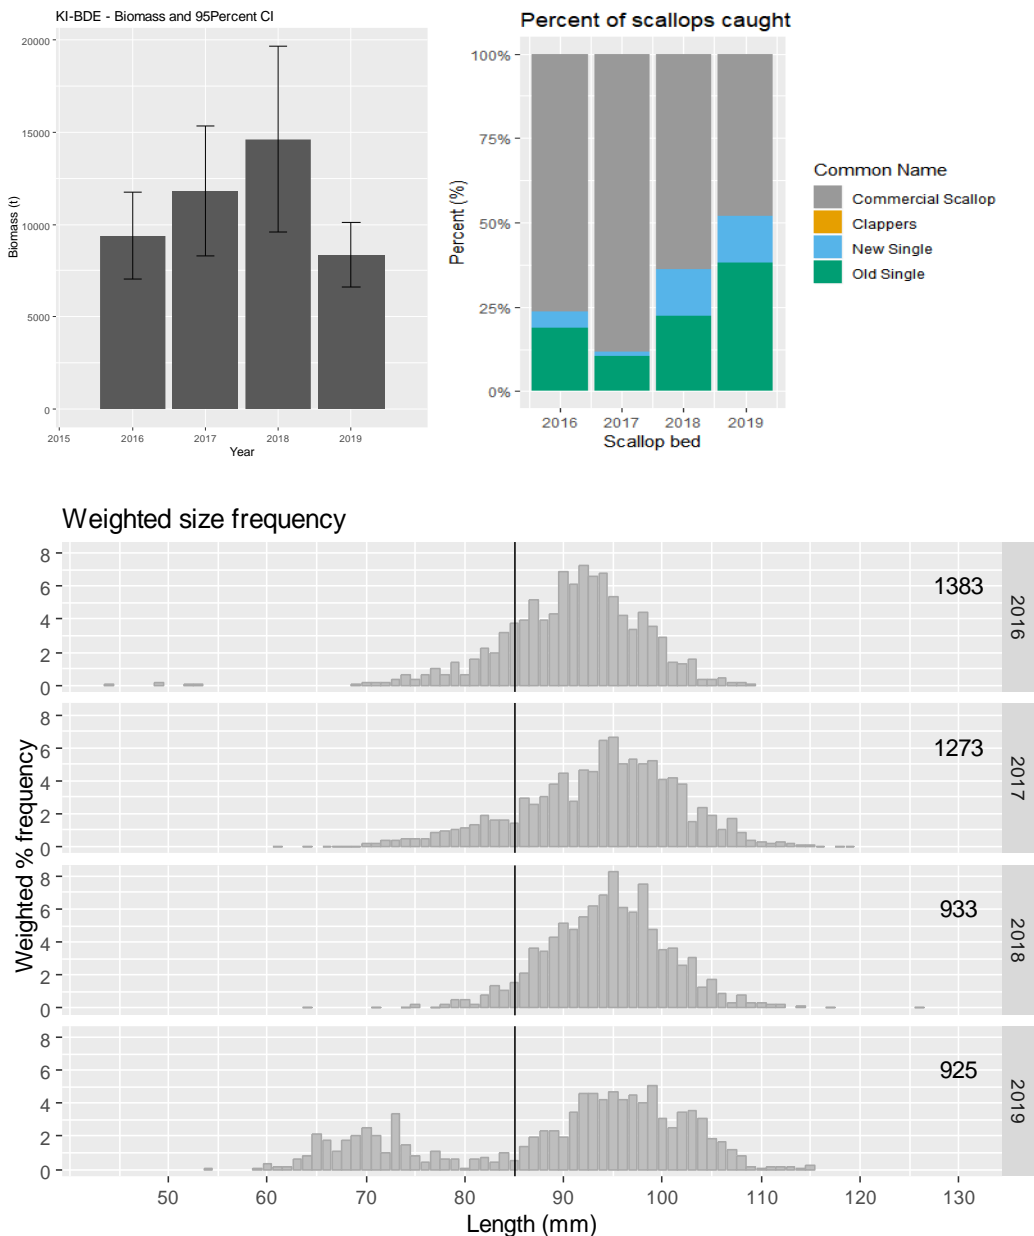 KI-BDE - Biomass and 95Percent CI
20000
15000
10000
5000
0
Biomass (t)
2015 2016 2017 2018 2019
Year
Percent of scallops caught
100%
75%
50%
25%
0%
Percent (%)
2016 2017 2018 2019
Scallop bed
Common Name
Commercial Scallop
Clappers
New Single
Old Single
Weighted size frequency
Weighted % frequency
8
6
4
2
0
1383
2016
8
6
4
2
0
1273
2017
8
6
4
2
0
933
2018
8
6
4
2
0
925
2019
50 60 70 80 90 100 110 120 130
Length (mm)